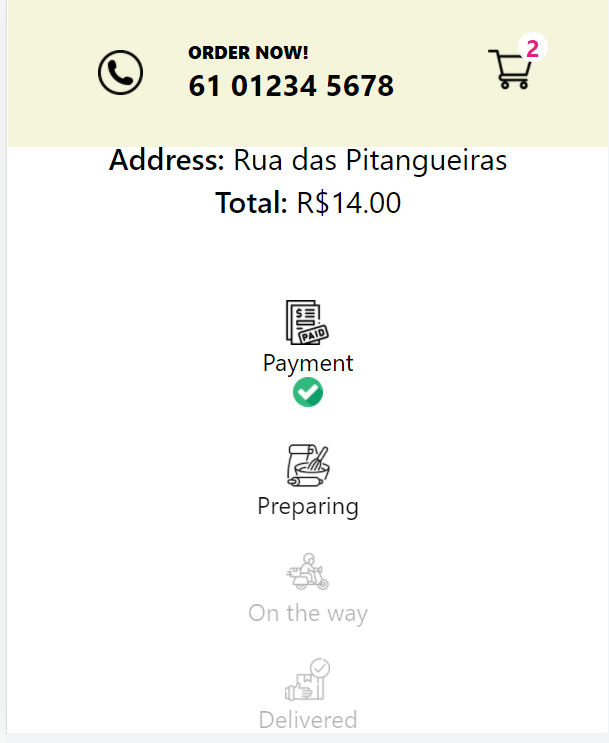 ORDER NOW!
61 01234 5678
2
Address: Rua das Pitangueiras
Total: R$14.00
$
PAID
Payment
Preparing
On the way
Delivered